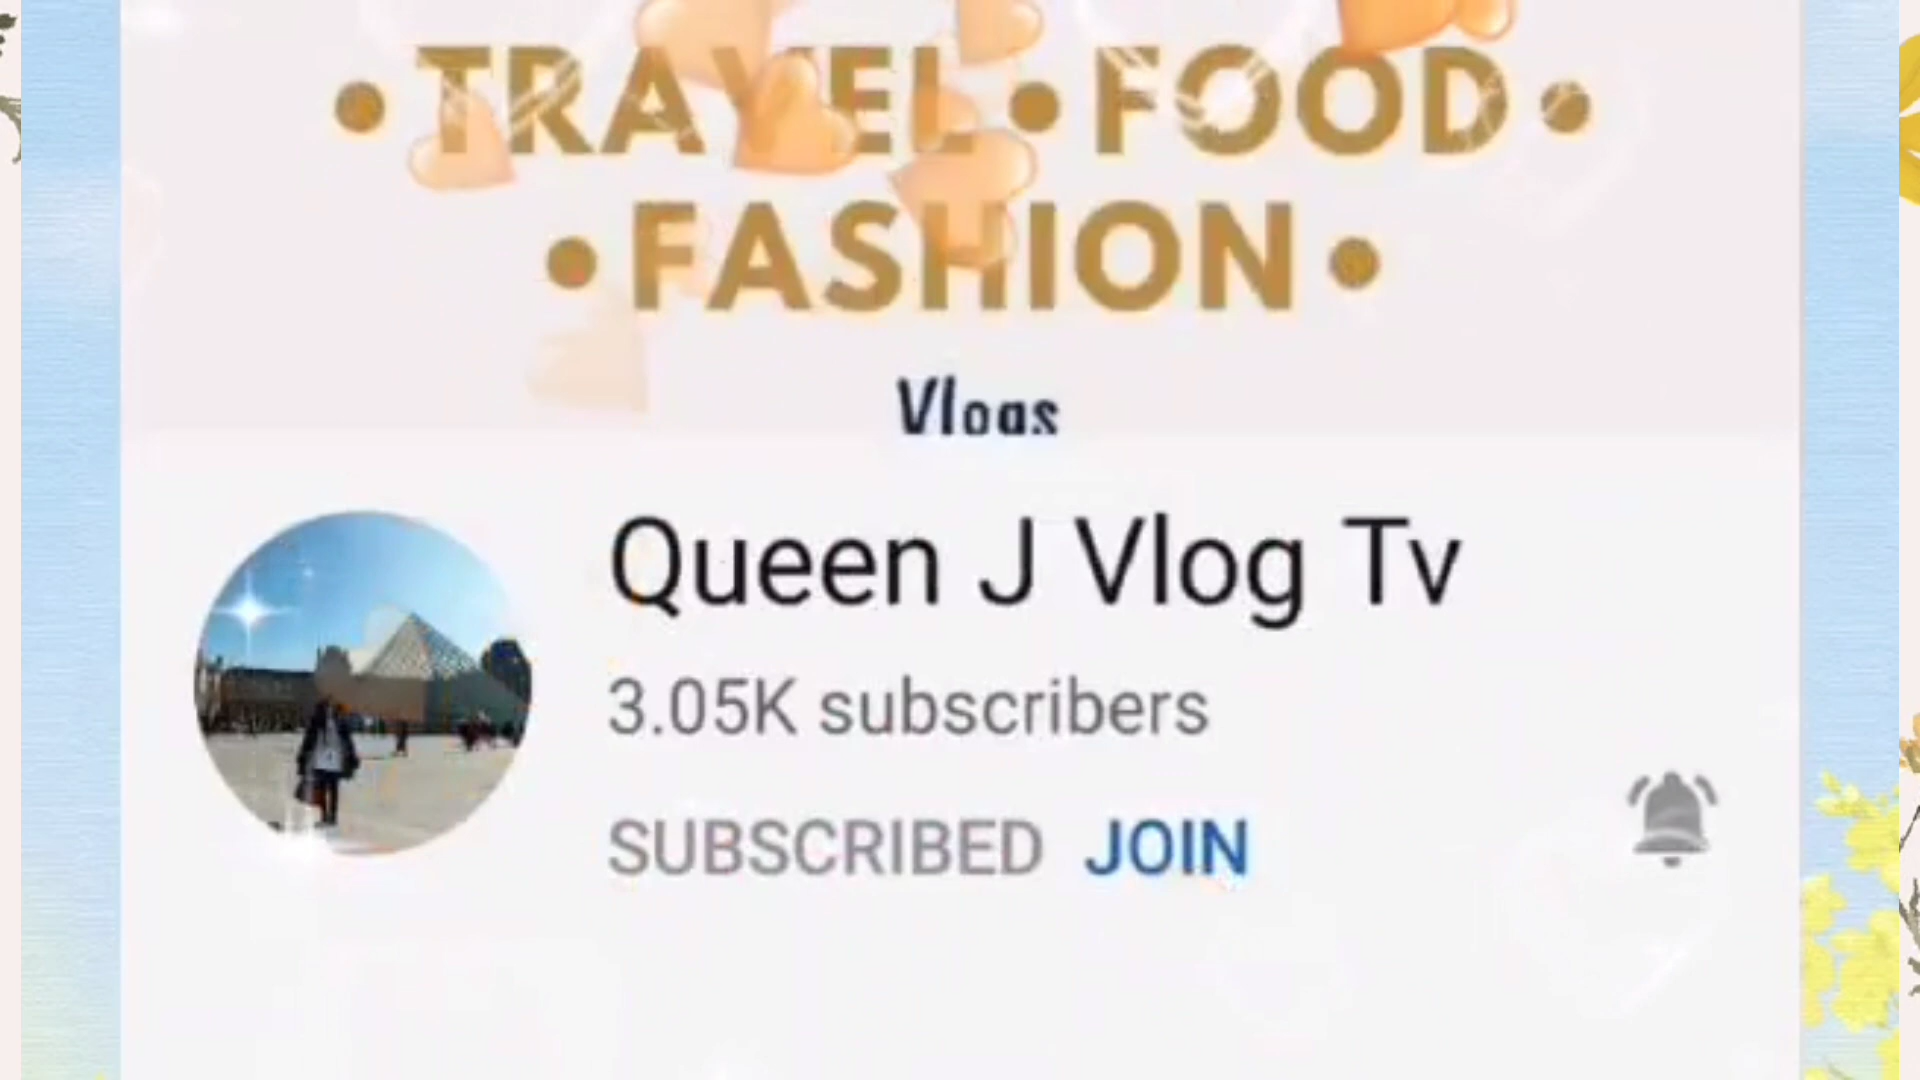 • TRAVEL • FOOD •
• FASHION •
Vlogs
Queen J Vlog Tv
3.05K subscribers
SUBSCRIBED JOIN